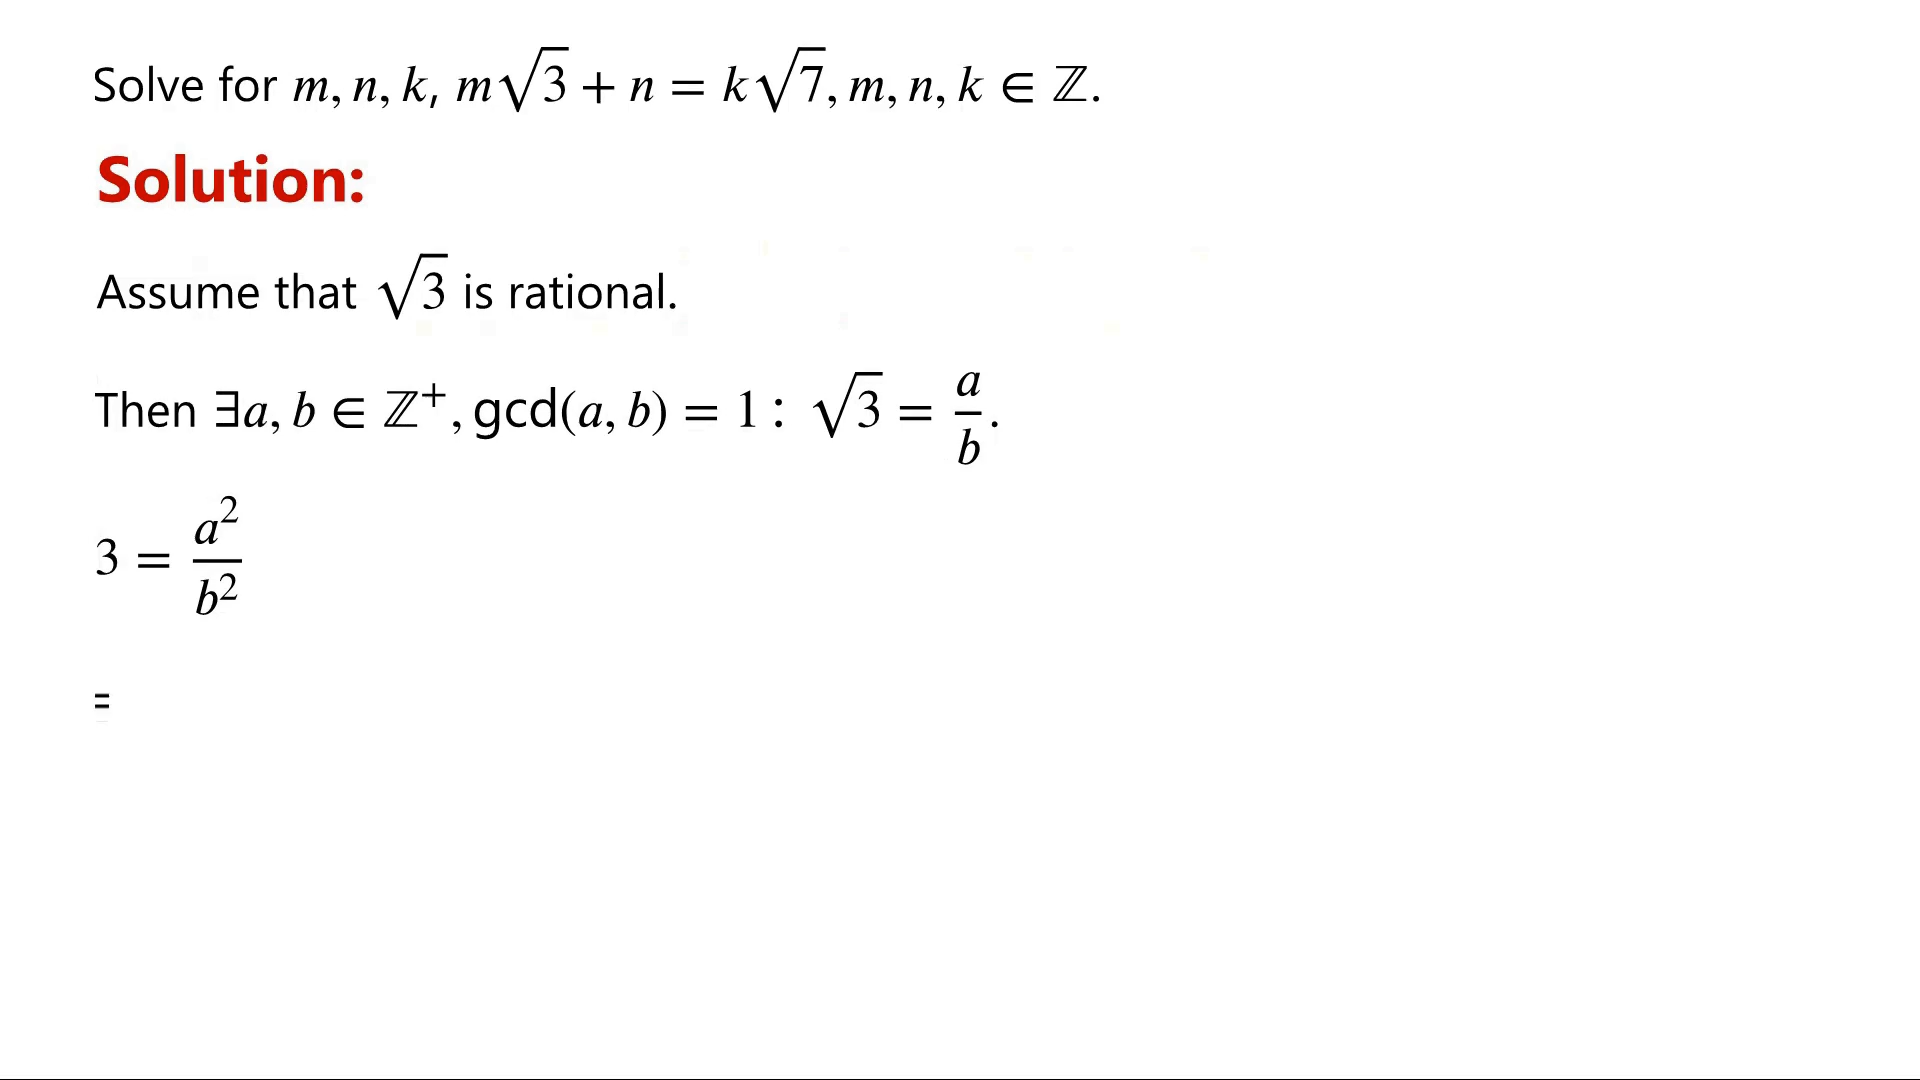 Solve for m, n, k, m√3 + n = k√7, m, n, k ∈ ℤ.
Solution:
Assume that √3 is rational.
Then ∃a, b ∈ ℤ⁺, gcd(a, b) = 1 : √3 = a/b.
3 = a²/b²